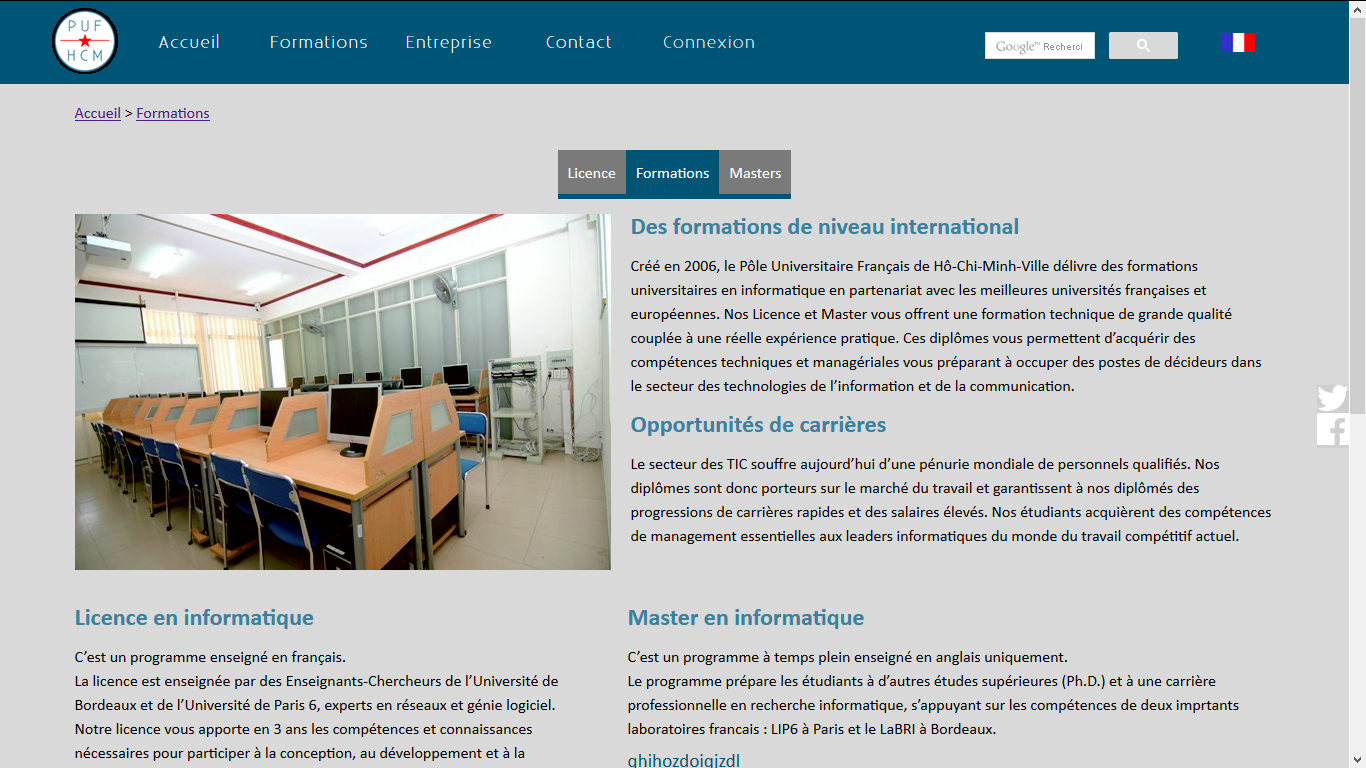 PUF
HCM
Accueil Formations Entreprise Contact Connexion
Google™ Recherch
Accueil > Formations
Licence Formations Masters
Des formations de niveau international
Créé en 2006, le Pôle Universitaire Français de Hô-Chi-Minh-Ville délivre des formations
universitaires en informatique en partenariat avec les meilleures universités françaises et
européennes. Nos Licence et Master vous offrent une formation technique de grande qualité
couplée à une réelle expérience pratique. Ces diplômes vous permettent d’acquérir des
compétences techniques et managériales vous préparant à occuper des postes de décideurs dans
le secteur des technologies de l’information et de la communication.
Opportunités de carrières
Le secteur des TIC souffre aujourd’hui d’une pénurie mondiale de personnels qualifiés. Nos
diplômes sont donc porteurs sur le marché du travail et garantissent à nos diplômés des
progressions de carrières rapides et des salaires élevés. Nos étudiants acquièrent des compétences
de management essentielles aux leaders informatiques du monde du travail compétitif actuel.
Licence en informatique
C’est un programme enseigné en français.
La licence est enseignée par des Enseignants-Chercheurs de l’Université de
Bordeaux et de l’Université de Paris 6, experts en réseaux et génie logiciel.
Notre licence vous apporte en 3 ans les compétences et connaissances
nécessaires pour participer à la conception, au développement et à la
Master en informatique
C’est un programme à temps plein enseigné en anglais uniquement.
Le programme prépare les étudiants à d’autres études supérieures (Ph.D.) et à une carrière
professionnelle en recherche informatique, s’appuyant sur les compétences de deux imprtants
laboratoires francais : LIP6 à Paris et le LaBRI à Bordeaux.